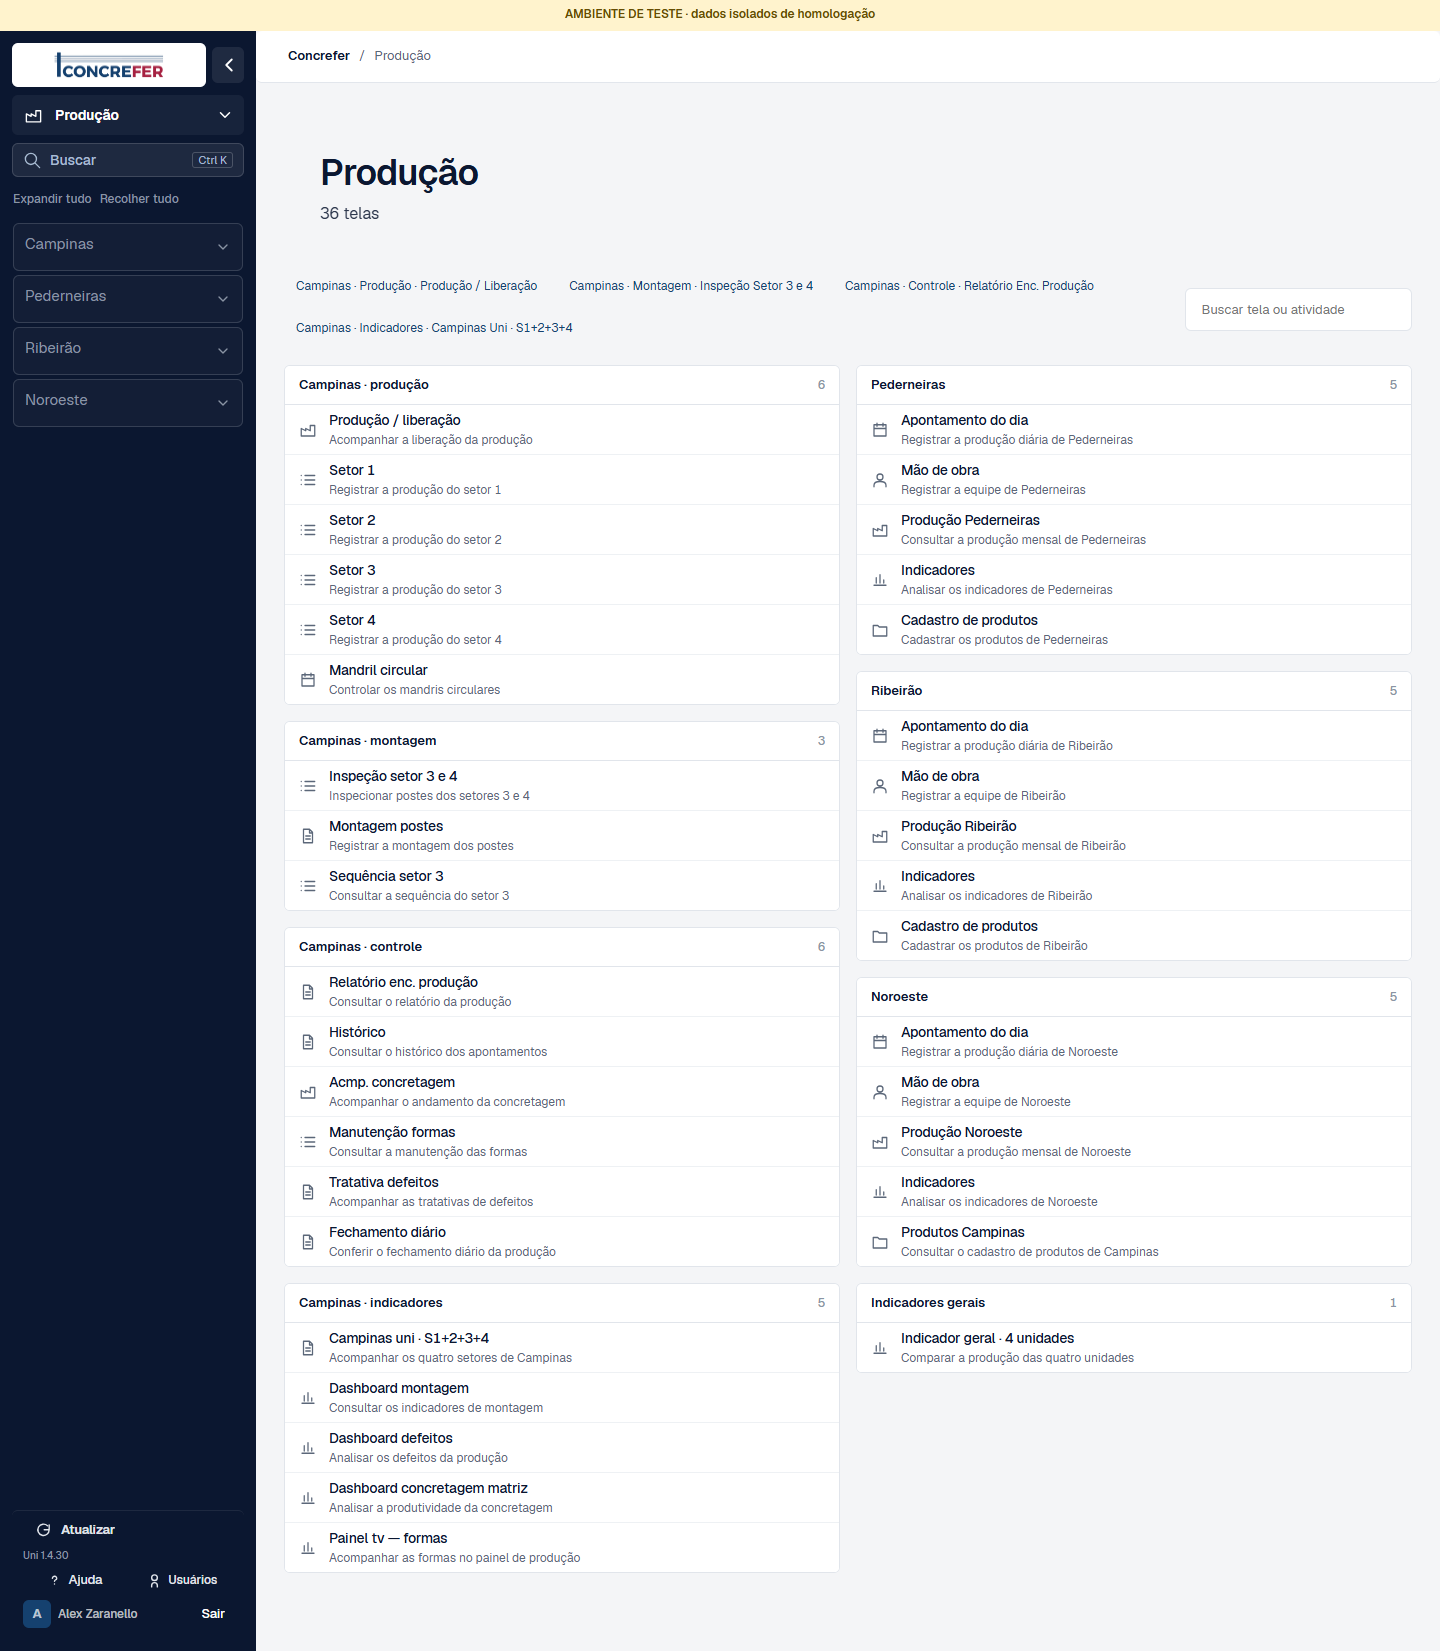 AMBIENTE DE TESTE · dados isolados de homologação
CONCREFER
Produção
Buscar
Ctrl K
Expandir tudo Recolher tudo
Campinas
Pederneiras
Ribeirão
Noroeste
Atualizar
Uni 1.4.30
? Ajuda
Usuários
A
Alex Zaranello
Sair
Concrefer / Produção
Produção
36 telas
Campinas · Produção · Produção / Liberação
Campinas · Montagem · Inspeção Setor 3 e 4
Campinas · Controle · Relatório Enc. Produção
Campinas · Indicadores · Campinas Uni · S1+2+3+4
Buscar tela ou atividade
Campinas · produção 6
Produção / liberação
Acompanhar a liberação da produção
Setor 1
Registrar a produção do setor 1
Setor 2
Registrar a produção do setor 2
Setor 3
Registrar a produção do setor 3
Setor 4
Registrar a produção do setor 4
Mandril circular
Controlar os mandris circulares
Campinas · montagem 3
Inspeção setor 3 e 4
Inspecionar postes dos setores 3 e 4
Montagem postes
Registrar a montagem dos postes
Sequência setor 3
Consultar a sequência do setor 3
Campinas · controle 6
Relatório enc. produção
Consultar o relatório da produção
Histórico
Consultar o histórico dos apontamentos
Acmp. concretagem
Acompanhar o andamento da concretagem
Manutenção formas
Consultar a manutenção das formas
Tratativa defeitos
Acompanhar as tratativas de defeitos
Fechamento diário
Conferir o fechamento diário da produção
Campinas · indicadores 5
Campinas uni · S1+2+3+4
Acompanhar os quatro setores de Campinas
Dashboard montagem
Consultar os indicadores de montagem
Dashboard defeitos
Analisar os defeitos da produção
Dashboard concretagem matriz
Analisar a produtividade da concretagem
Painel tv — formas
Acompanhar as formas no painel de produção
Pederneiras 5
Apontamento do dia
Registrar a produção diária de Pederneiras
Mão de obra
Registrar a equipe de Pederneiras
Produção Pederneiras
Consultar a produção mensal de Pederneiras
Indicadores
Analisar os indicadores de Pederneiras
Cadastro de produtos
Cadastrar os produtos de Pederneiras
Ribeirão 5
Apontamento do dia
Registrar a produção diária de Ribeirão
Mão de obra
Registrar a equipe de Ribeirão
Produção Ribeirão
Consultar a produção mensal de Ribeirão
Indicadores
Analisar os indicadores de Ribeirão
Cadastro de produtos
Cadastrar os produtos de Ribeirão
Noroeste 5
Apontamento do dia
Registrar a produção diária de Noroeste
Mão de obra
Registrar a equipe de Noroeste
Produção Noroeste
Consultar a produção mensal de Noroeste
Indicadores
Analisar os indicadores de Noroeste
Produtos Campinas
Consultar o cadastro de produtos de Campinas
Indicadores gerais 1
Indicador geral · 4 unidades
Comparar a produção das quatro unidades